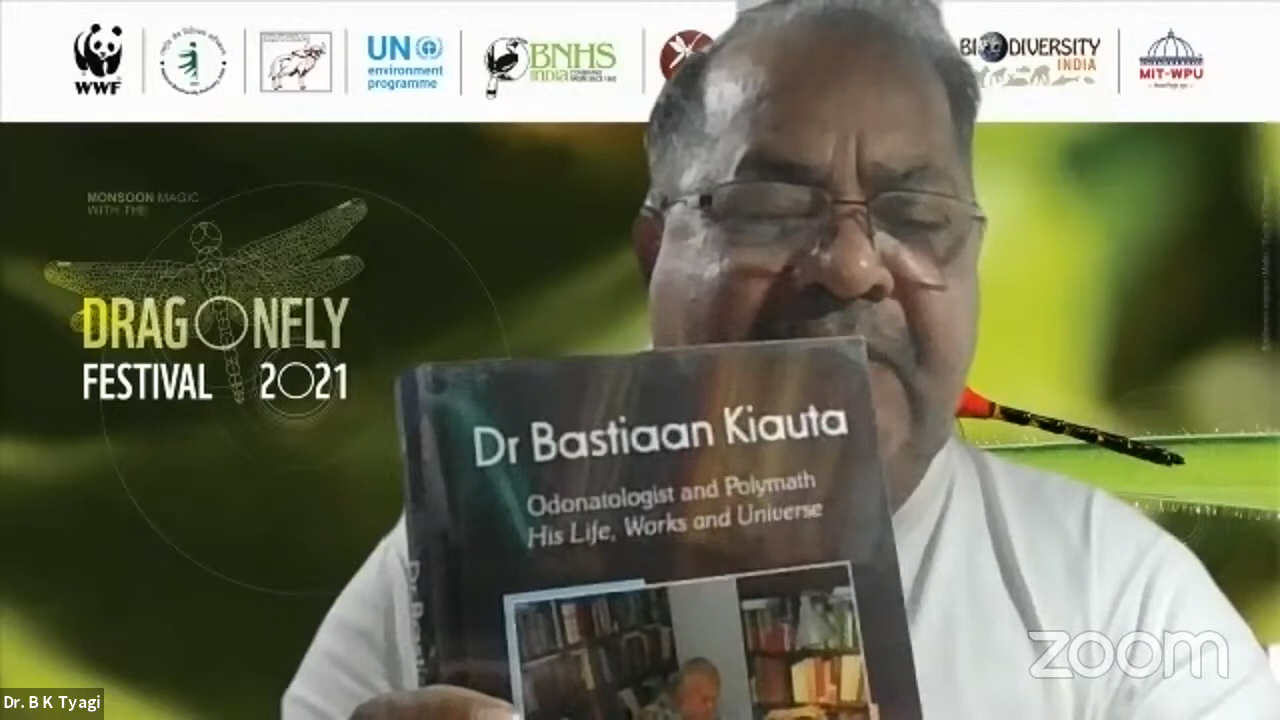 WWF
UN
environment
programme
BNHS
India
BIODIVERSITY
INDIA
MIT-WPU
MONSOON MAGIC
WITH THE
DRAGONFLY
FESTIVAL 2021
Dr Bastiaan Kiauta
Odonatologist and Polymath
His Life, Works and Universe
zoom
Dr. B K Tyagi